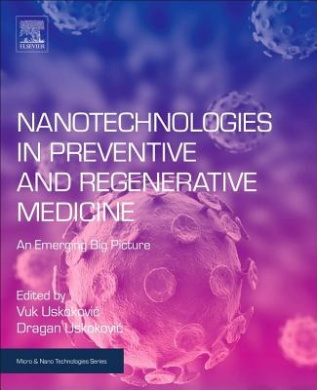 ELSEVIER
NANOTECHNOLOGIES
IN PREVENTIVE
AND REGENERATIVE
MEDICINE
An Emerging Big Picture
Edited by
Vuk Uskoković
Dragan Uskoković
Micro & Nano Technologies Series